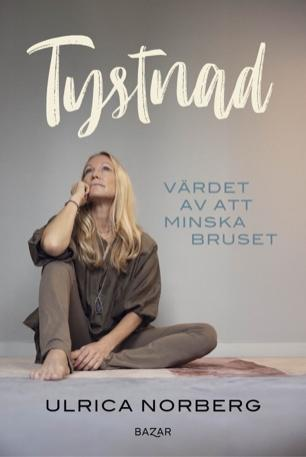 Tystnad
VÄRDET
AV ATT
MINSKA
BRUSET
ULRICA NORBERG
BAZAR